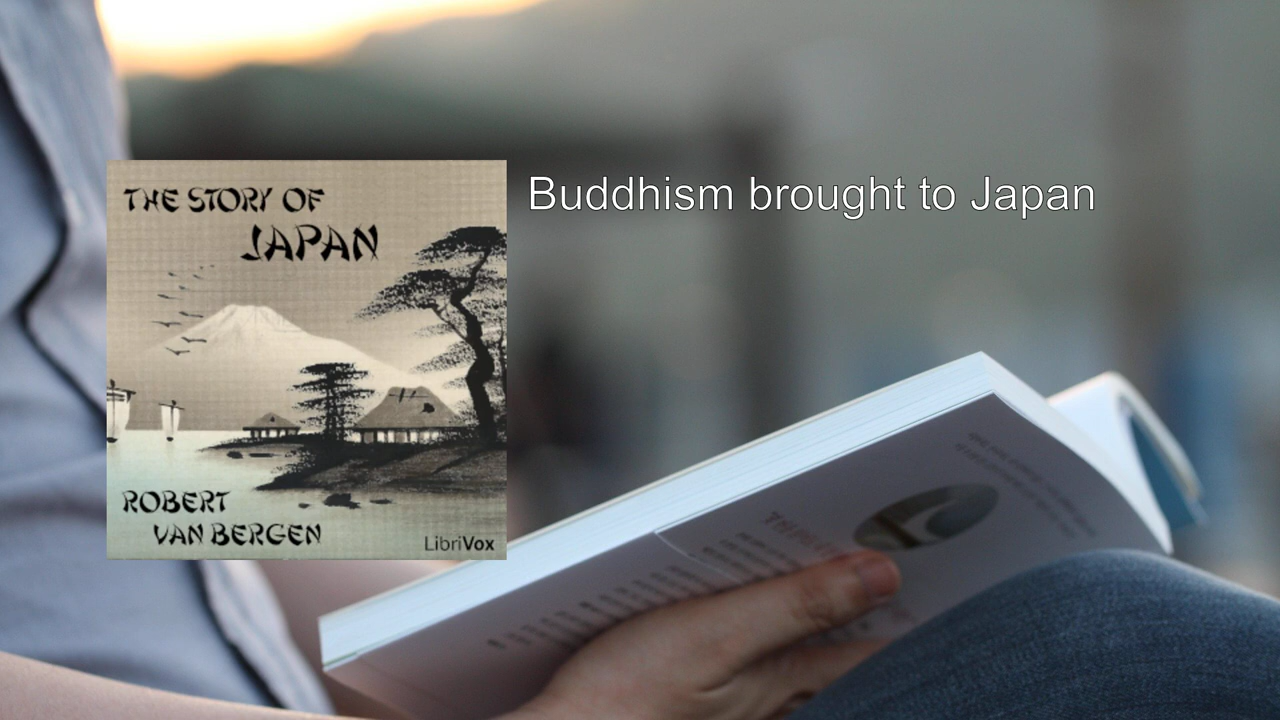 THE STORY OF
JAPAN
ROBERT
VAN BERGEN
LibriVox
Buddhism brought to Japan